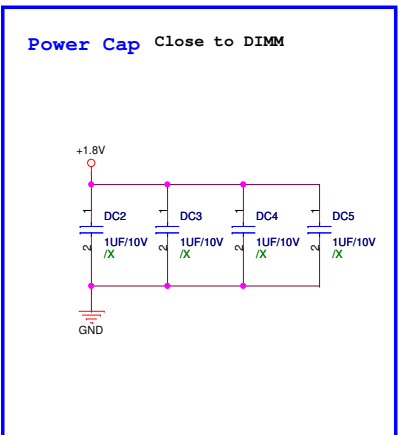 Power Cap Close to DIMM
+1.8V
1 1 1 1
DC2 DC3 DC4 DC5
2 2 2 2
1UF/10V 1UF/10V 1UF/10V 1UF/10V
/X /X /X /X
GND